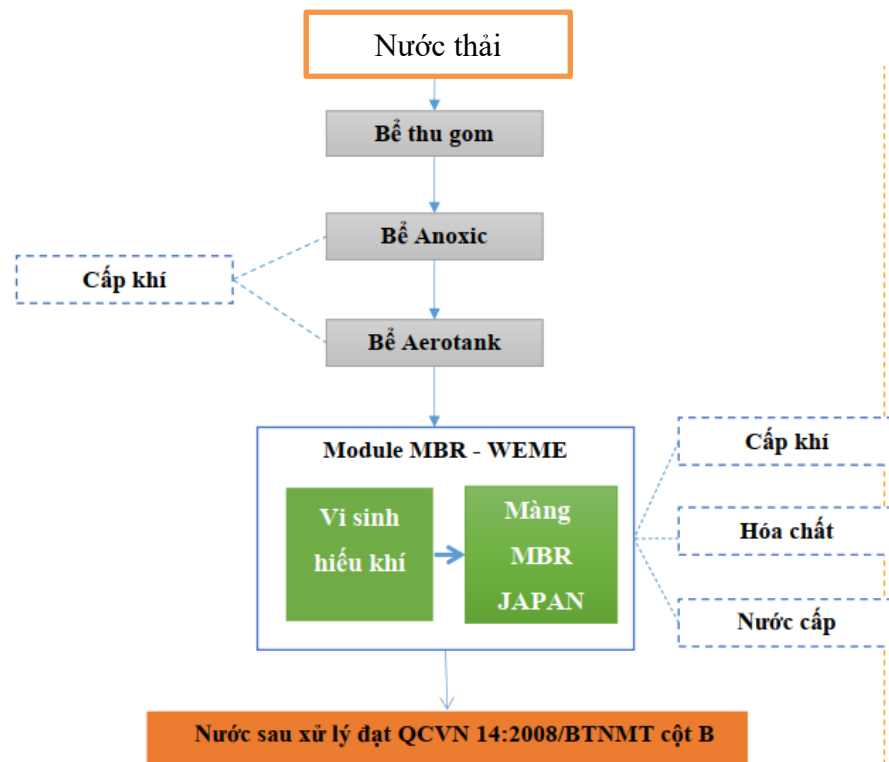 Nước thải
Bể thu gom
Bể Anoxic
Cấp khí
Bể Aerotank
Module MBR - WEME
Vi sinh
hiếu khí
Màng
MBR
JAPAN
Cấp khí
Hóa chất
Nước cấp
Nước sau xử lý đạt QCVN 14:2008/BTNMT cột B